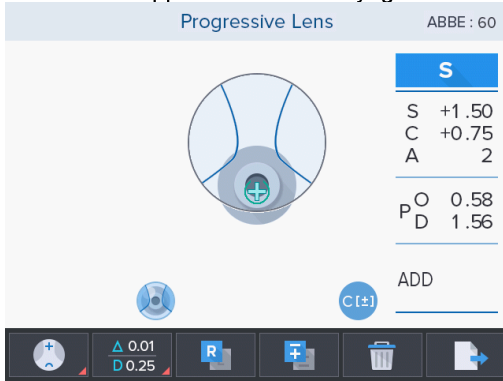 Progressive Lens
ABBE : 60
S
S +1.50
C +0.75
A 2
P O 0.58
D 1.56
ADD
C [±]
Δ 0.01
D 0.25
R